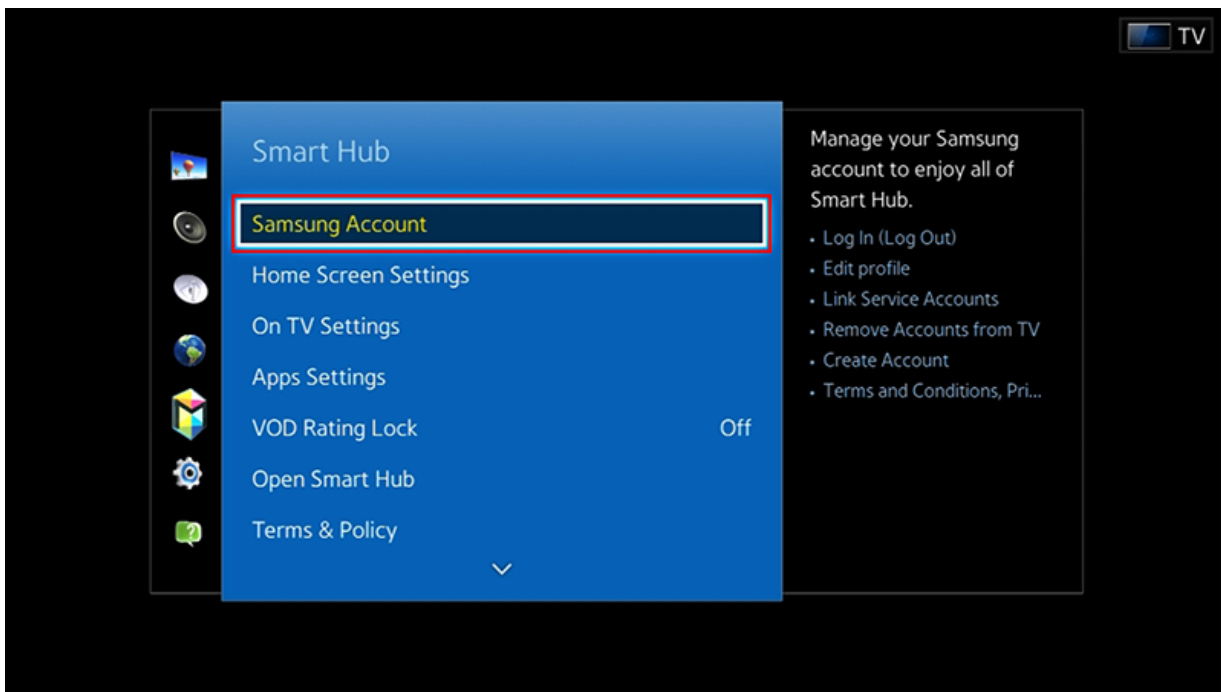 TV
Smart Hub
Samsung Account
Home Screen Settings
On TV Settings
Apps Settings
VOD Rating Lock Off
Open Smart Hub
Terms & Policy
Manage your Samsung
account to enjoy all of
Smart Hub.
• Log In (Log Out)
• Edit profile
• Link Service Accounts
• Remove Accounts from TV
• Create Account
• Terms and Conditions, Pri...